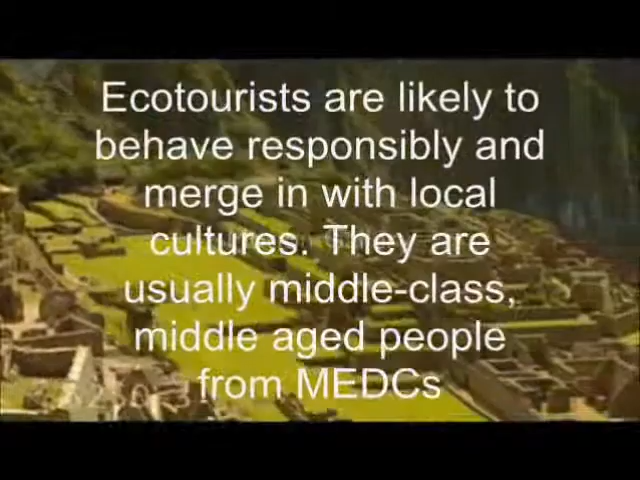 Ecotourists are likely to
behave responsibly and
merge in with local
cultures. They are
usually middle-class,
middle aged people
from MEDCs